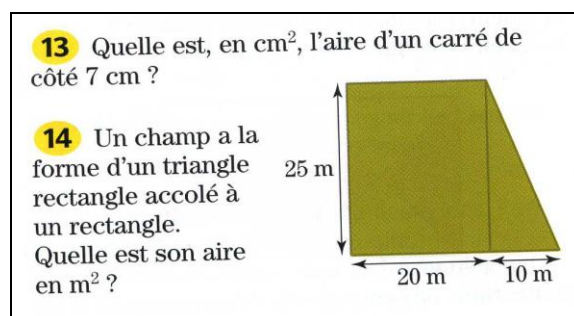 13 Quelle est, en cm², l'aire d'un carré de
côté 7 cm ?
14 Un champ a la
forme d'un triangle
rectangle accolé à
un rectangle.
Quelle est son aire
en m² ?
25 m
20 m
10 m